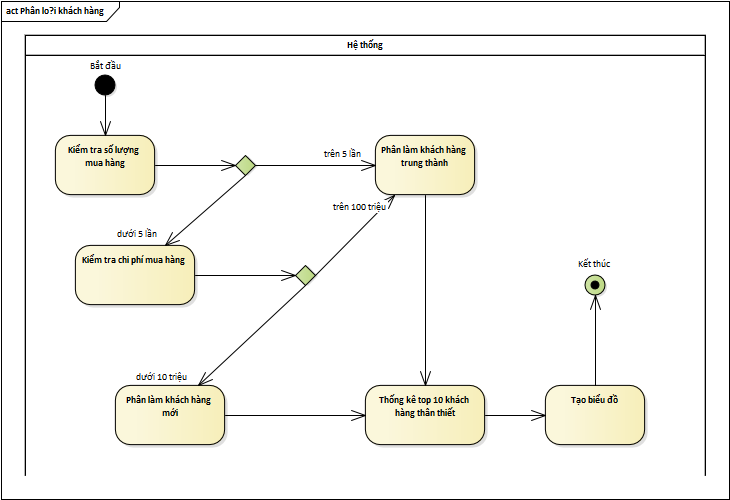 act Phân lo?i khách hàng
Hệ thống
Bắt đầu
Kiểm tra số lượng
mua hàng
trên 5 lần
Phân làm khách hàng
trung thành
trên 100 triệu
dưới 5 lần
Kiểm tra chi phí mua hàng
Kết thúc
dưới 10 triệu
Phân làm khách hàng
mới
Thống kê top 10 khách
hàng thân thiết
Tạo biểu đồ